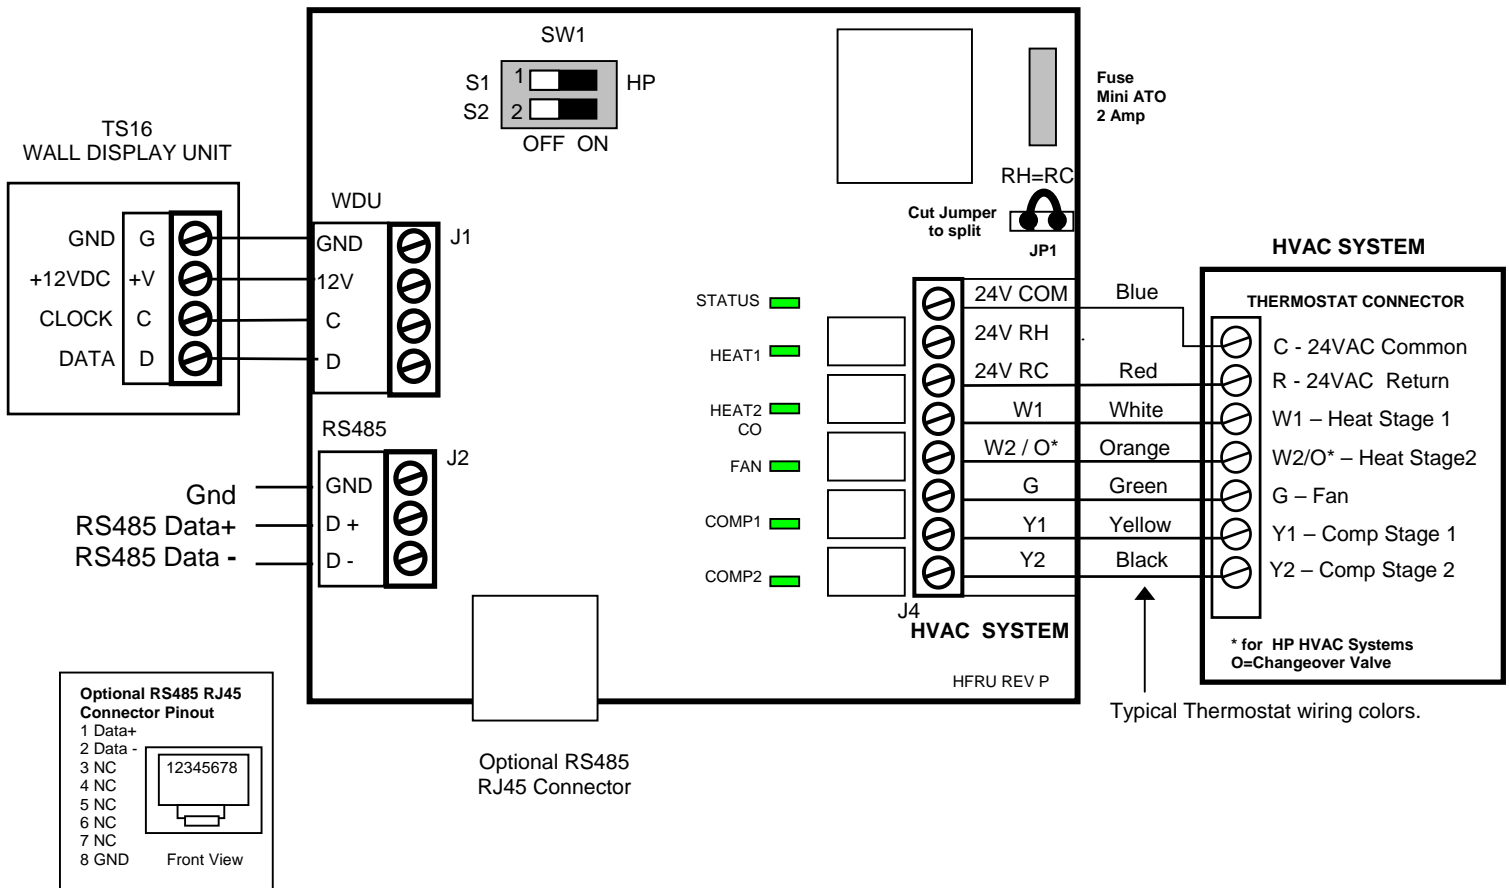 SW1
S1
1
HP
S2
2
OFF ON
Fuse
Mini ATO
2 Amp
RH=RC
Cut Jumper
to split
JP1
TS16
WALL DISPLAY UNIT
GND G
+12VDC +V
CLOCK C
DATA D
WDU
J1
GND
12V
C
D
RS485
J2
GND
D +
D -
Gnd
RS485 Data+
RS485 Data -
STATUS
HEAT1
HEAT2
CO
FAN
COMP1
COMP2
24V COM Blue
24V RH .
24V RC Red
W1 White
W2 / O* Orange
G Green
Y1 Yellow
Y2 Black
J4
HVAC SYSTEM
HFRU REV P
HVAC SYSTEM
THERMOSTAT CONNECTOR
C - 24VAC Common
R - 24VAC Return
W1 – Heat Stage 1
W2/O* – Heat Stage2
G – Fan
Y1 – Comp Stage 1
Y2 – Comp Stage 2
* for HP HVAC Systems
O=Changeover Valve
Typical Thermostat wiring colors.
Optional RS485
RJ45 Connector
Optional RS485 RJ45
Connector Pinout
1 Data+
2 Data -
3 NC
4 NC
5 NC
6 NC
7 NC
8 GND
12345678
Front View